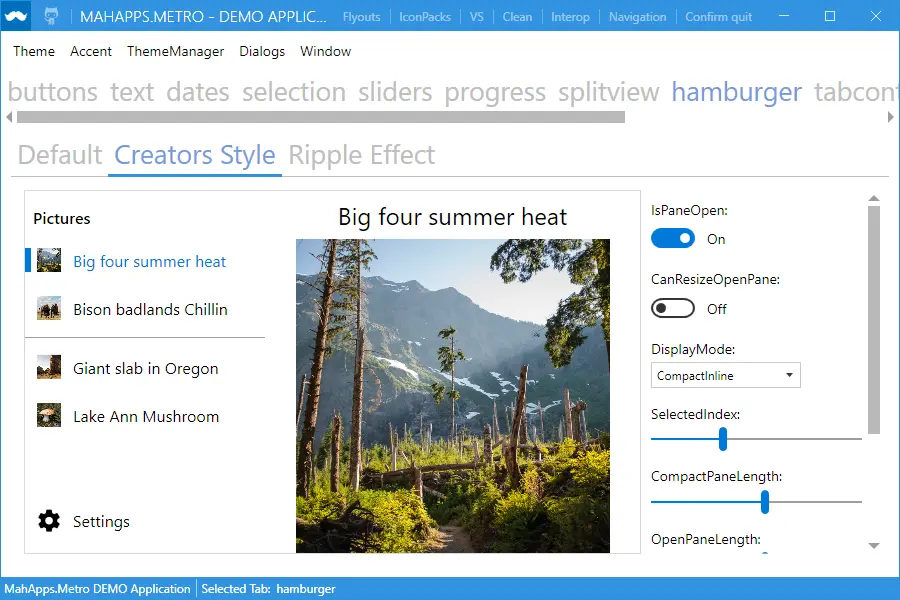 MAHAPPS.METRO - DEMO APPLIC... Flyouts IconPacks VS Clean Interop Navigation Confirm quit
Theme Accent ThemeManager Dialogs Window
buttons text dates selection sliders progress splitview hamburger tabcont
Default Creators Style Ripple Effect
Pictures
Big four summer heat
Bison badlands Chillin
Giant slab in Oregon
Lake Ann Mushroom
Settings
Big four summer heat
IsPaneOpen:
On
CanResizeOpenPane:
Off
DisplayMode:
CompactInline
SelectedIndex:
CompactPaneLength:
OpenPaneLength:
MahApps.Metro DEMO Application Selected Tab: hamburger